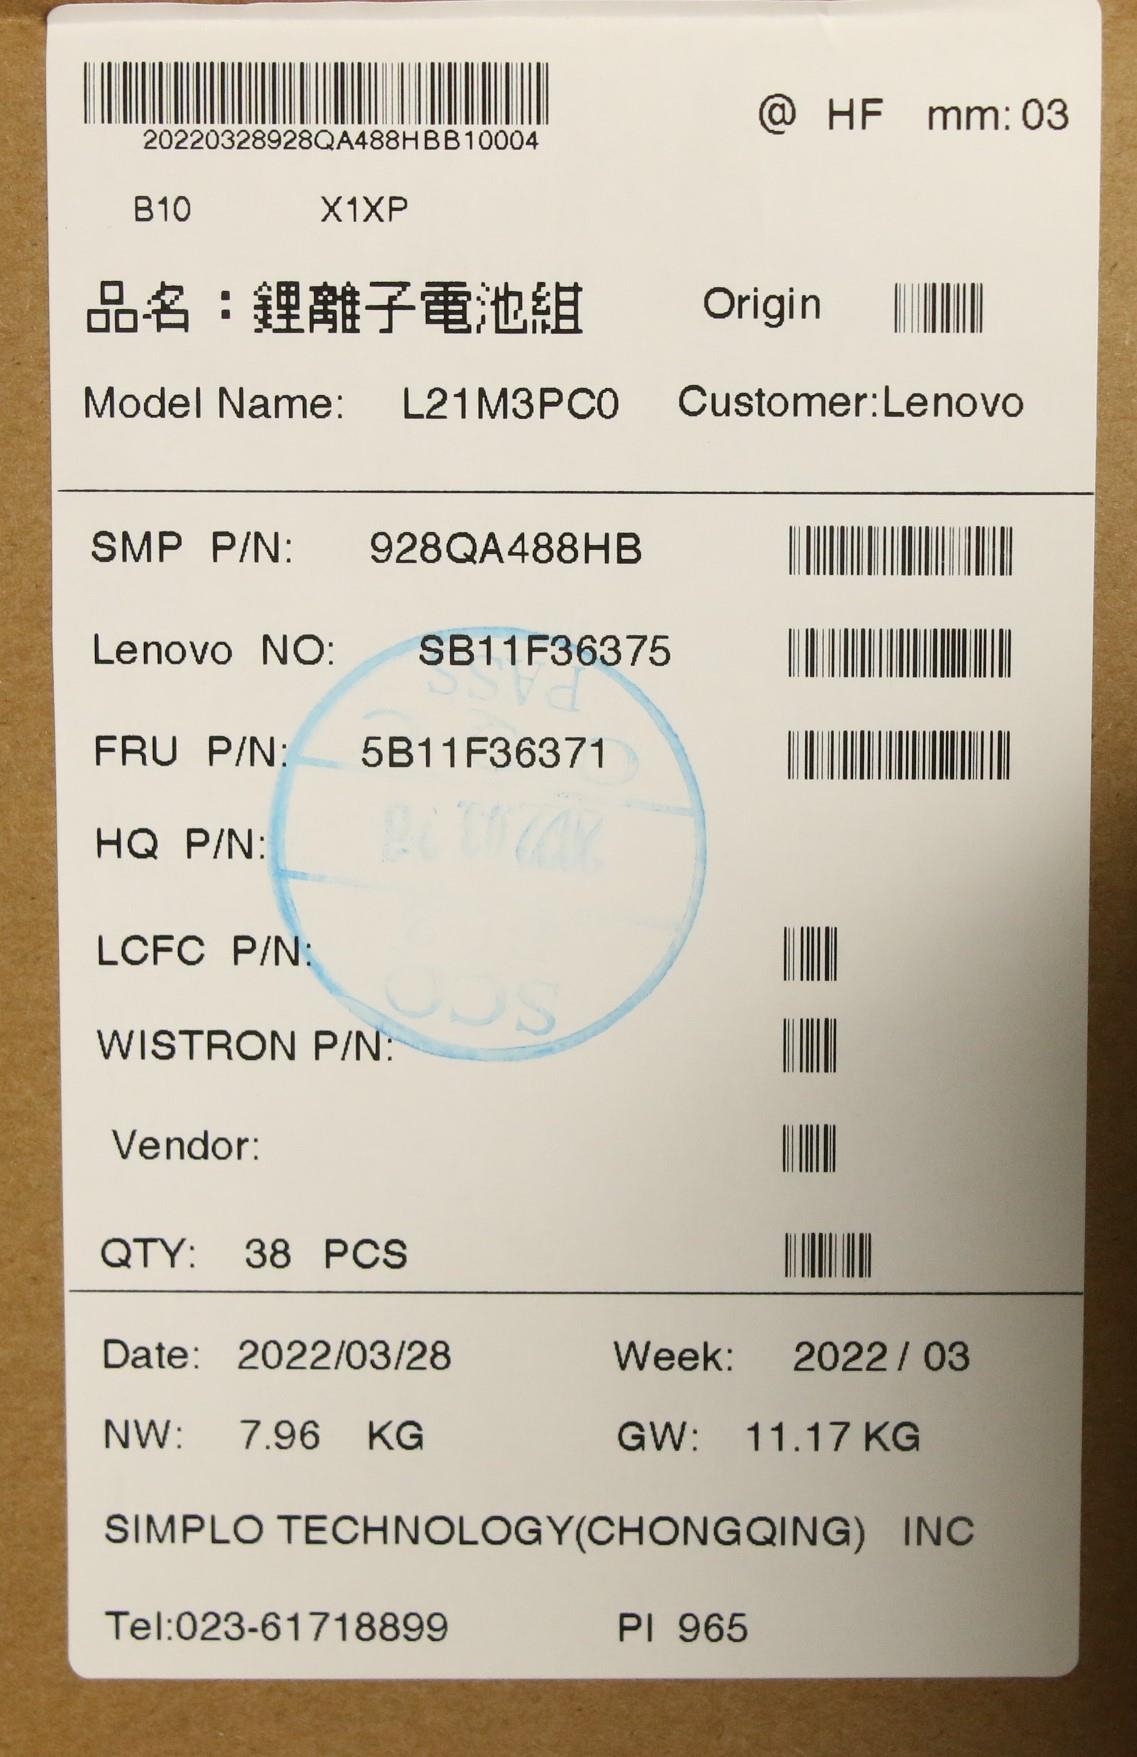 20220328928QA488HBB10004
@ HF mm: 03
B10 X1XP
品名：鋰離子電池組 Origin
Model Name: L21M3PC0 Customer:Lenovo
SMP P/N: 928QA488HB
Lenovo NO: SB11F36375
PASS
FRU P/N: 5B11F36371
HQ P/N:
LCFC P/N:
SCO
WISTRON P/N:
Vendor:
QTY: 38 PCS
Date: 2022/03/28 Week: 2022 / 03
NW: 7.96 KG GW: 11.17 KG
SIMPLO TECHNOLOGY(CHONGQING) INC
Tel:023-61718899 PI 965